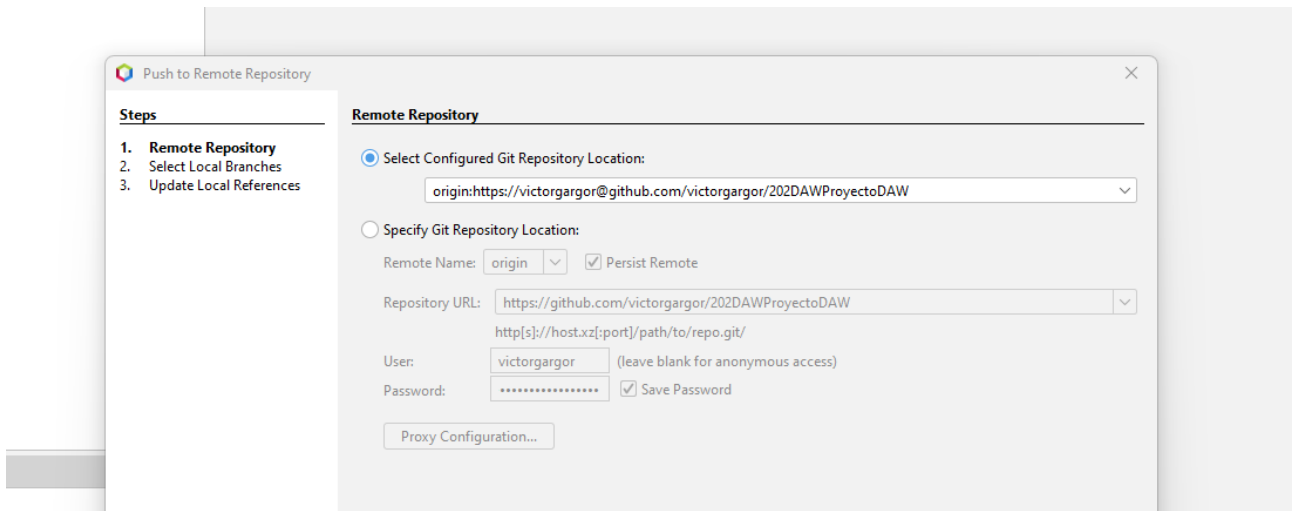 Push to Remote Repository
Steps
1. Remote Repository
2. Select Local Branches
3. Update Local References
Remote Repository
Select Configured Git Repository Location:
origin:https://victorgargor@github.com/victorgargor/202DAWProyectoDAW
Specify Git Repository Location:
Remote Name: origin Persist Remote
Repository URL: https://github.com/victorgargor/202DAWProyectoDAW
http[s]://host.xz[:port]/path/to/repo.git/
User: victorgargor (leave blank for anonymous access)
Password: ••••••••••••••••• Save Password
Proxy Configuration...